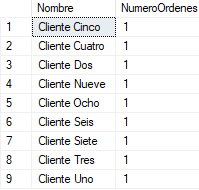 Nombre NumeroOrdenes
1 Cliente Cinco 1
2 Cliente Cuatro 1
3 Cliente Dos 1
4 Cliente Nueve 1
5 Cliente Ocho 1
6 Cliente Seis 1
7 Cliente Siete 1
8 Cliente Tres 1
9 Cliente Uno 1